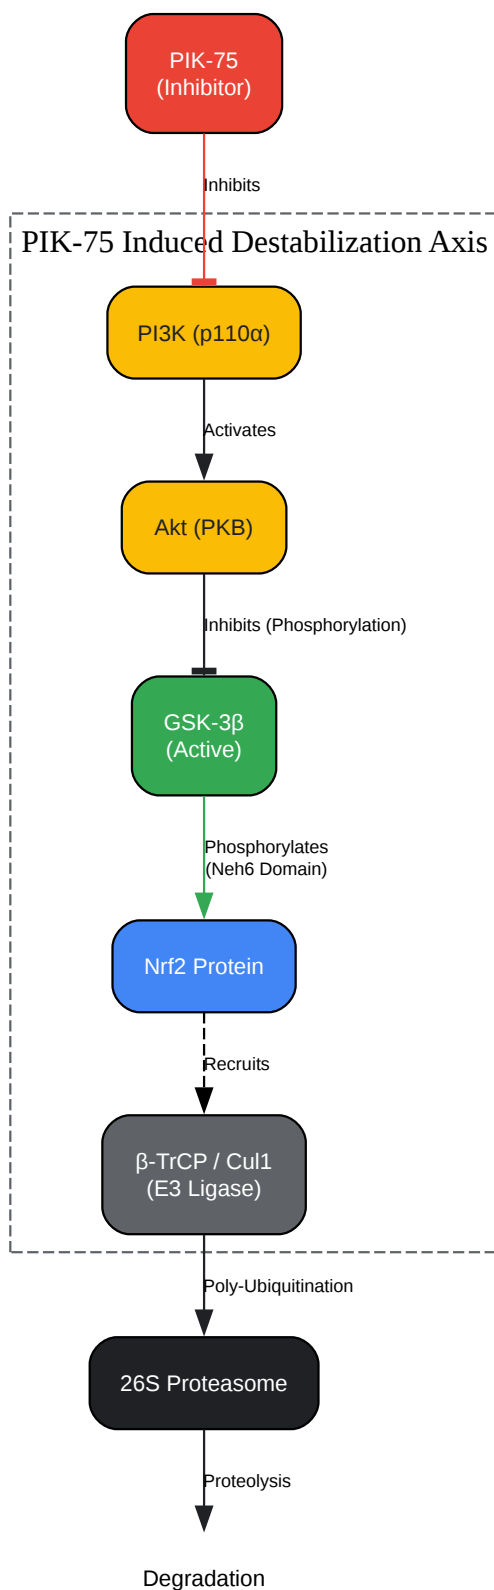 PIK-75
(Inhibitor)
Inhibits
PIK-75 Induced Destabilization Axis
PI3K (p110α)
Activates
Akt (PKB)
Inhibits (Phosphorylation)
GSK-3β
(Active)
Phosphorylates
(Neh6 Domain)
Nrf2 Protein
Recruits
β-TrCP / Cul1
(E3 Ligase)
Poly-Ubiquitination
26S Proteasome
Proteolysis
Degradation